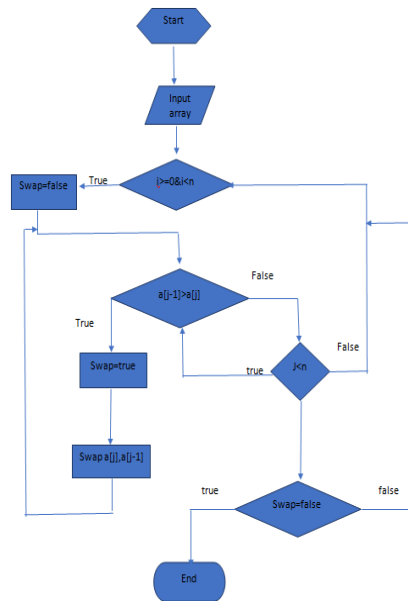 Start
Input
array
i>=0&i<n
True
Swap=false
a[j-1]>a[j]
False
True
Swap=true
true
J<n
False
Swap a[j],a[j-1]
true
Swap=false
false
End